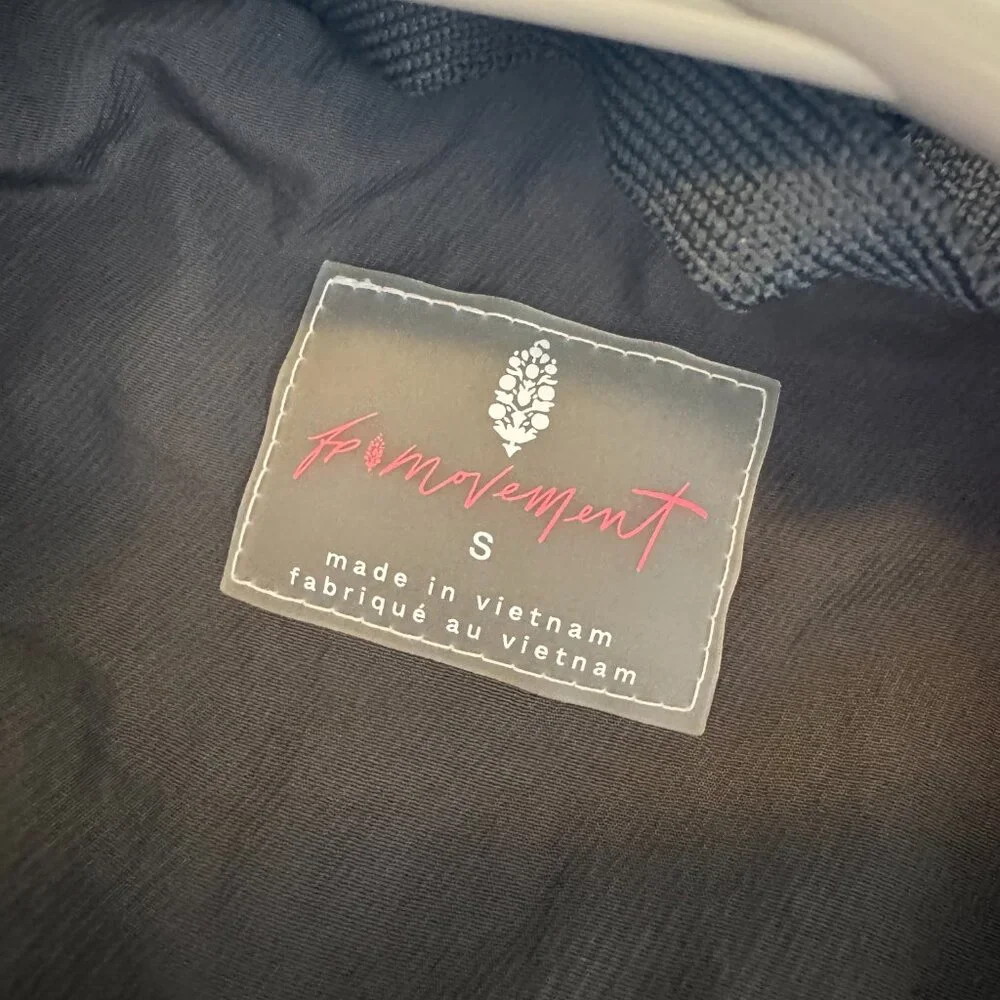 fp movement
S
made in vietnam
fabriqué au vietnam